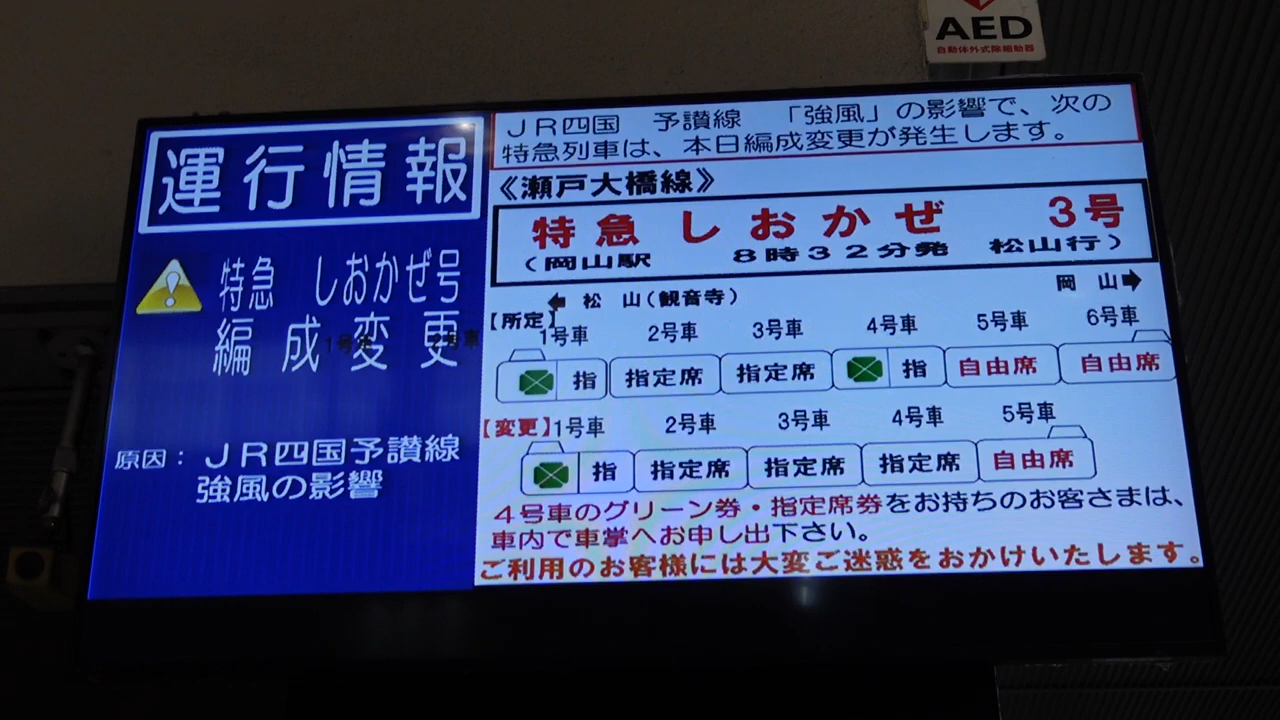 AED
自動体外式除細動器
運行情報
特急 しおかぜ号
編成変更
原因：ＪＲ四国予讃線
強風の影響
ＪＲ四国 予讃線 「強風」の影響で、次の
特急列車は、本日編成変更が発生します。
《瀬戸大橋線》
特急しおかぜ 3号
（岡山駅 8時32分発 松山行）
⬅ 松 山（観音寺） 岡 山➡
【所定】1号車 2号車 3号車 4号車 5号車 6号車
指 指定席 指定席 指 自由席 自由席
【変更】1号車 2号車 3号車 4号車 5号車
指 指定席 指定席 指定席 自由席
４号車のグリーン券・指定席券をお持ちのお客さまは、
車内で車掌へお申し出下さい。
ご利用のお客様には大変ご迷惑をおかけいたします。